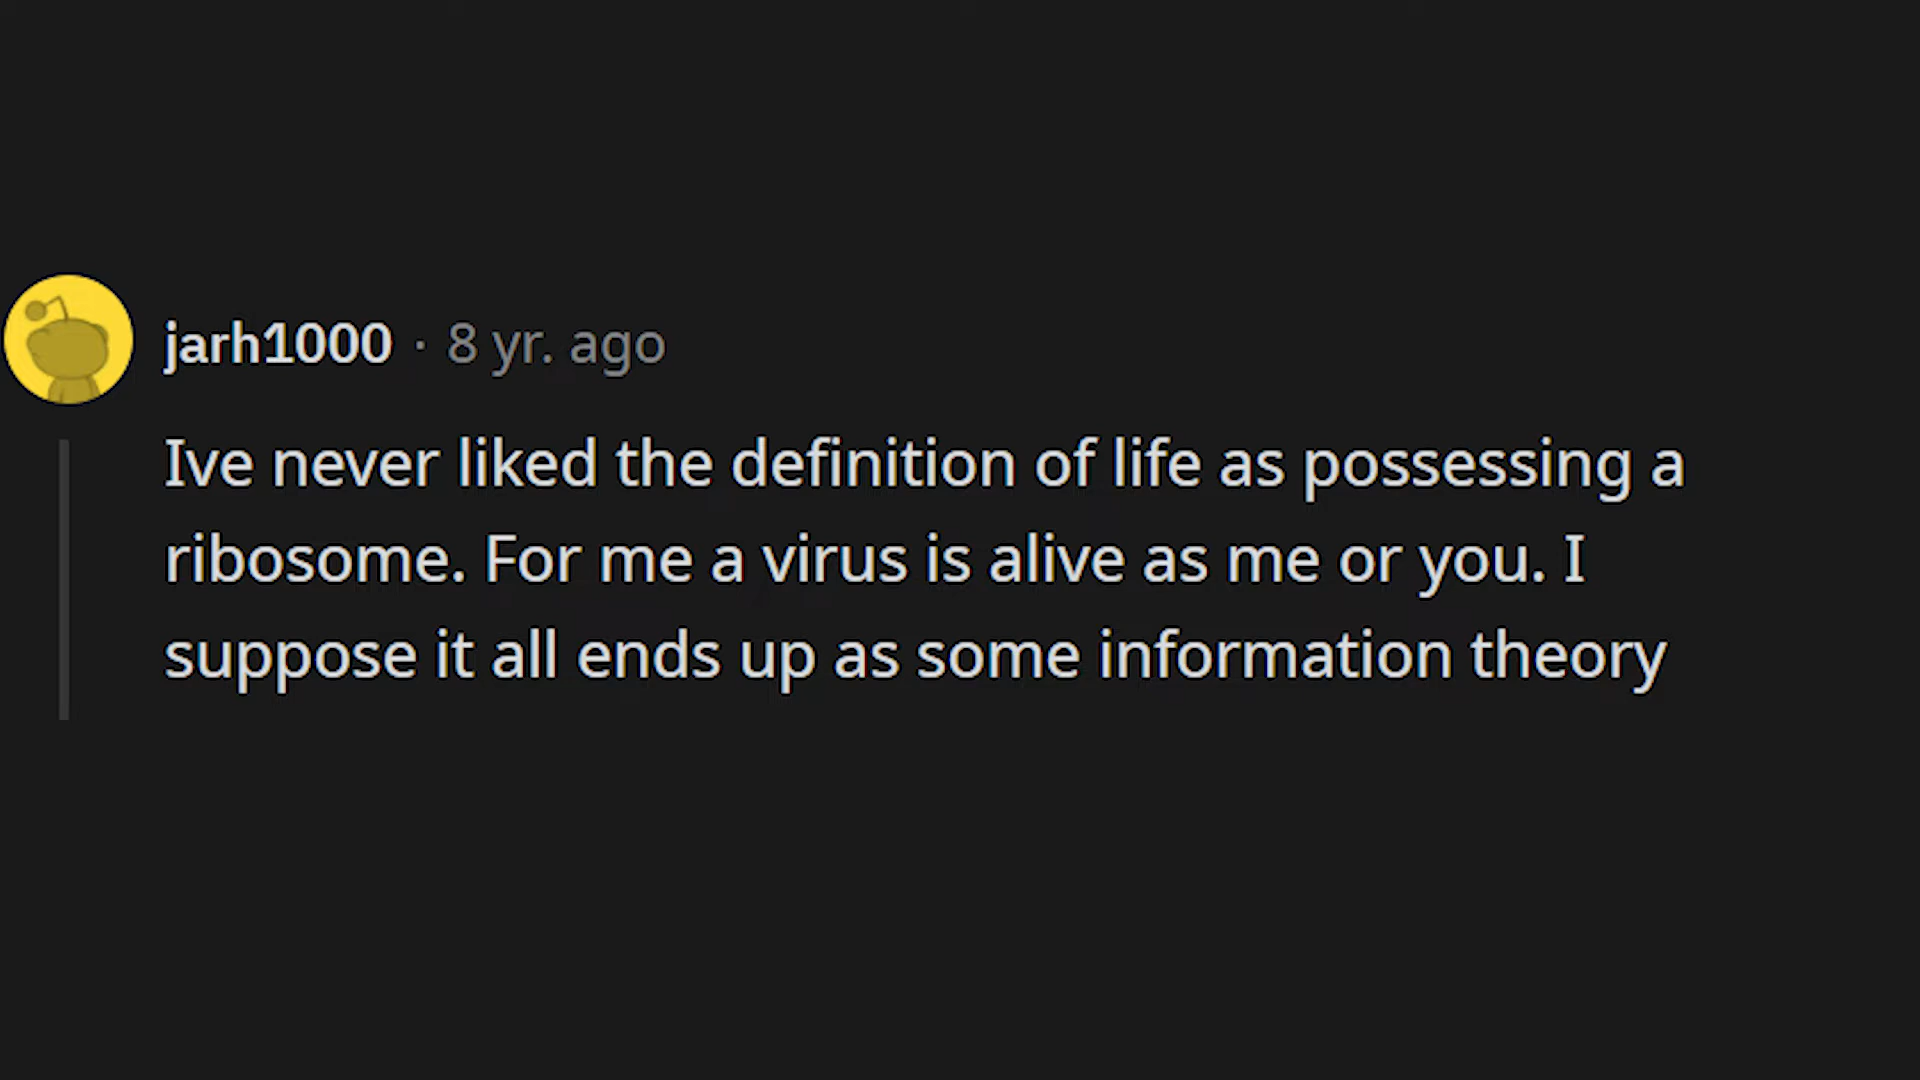 jarh1000 · 8 yr. ago
Ive never liked the definition of life as possessing a
ribosome. For me a virus is alive as me or you. I
suppose it all ends up as some information theory